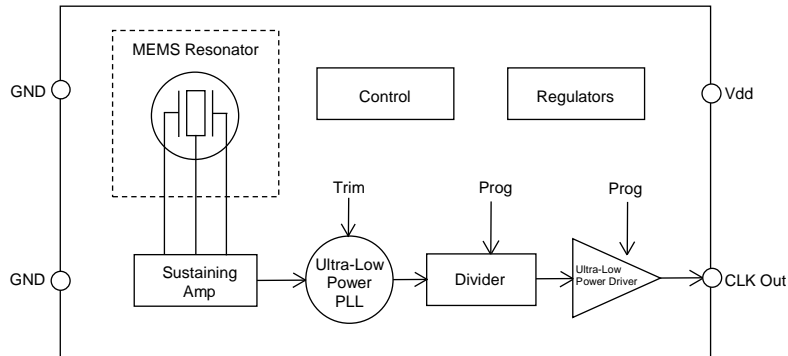 MEMS Resonator
GND
Control
Regulators
Vdd
Trim
Prog
Prog
GND
Sustaining
Amp
Ultra-Low
Power
PLL
Divider
Ultra-Low
Power Driver
CLK Out